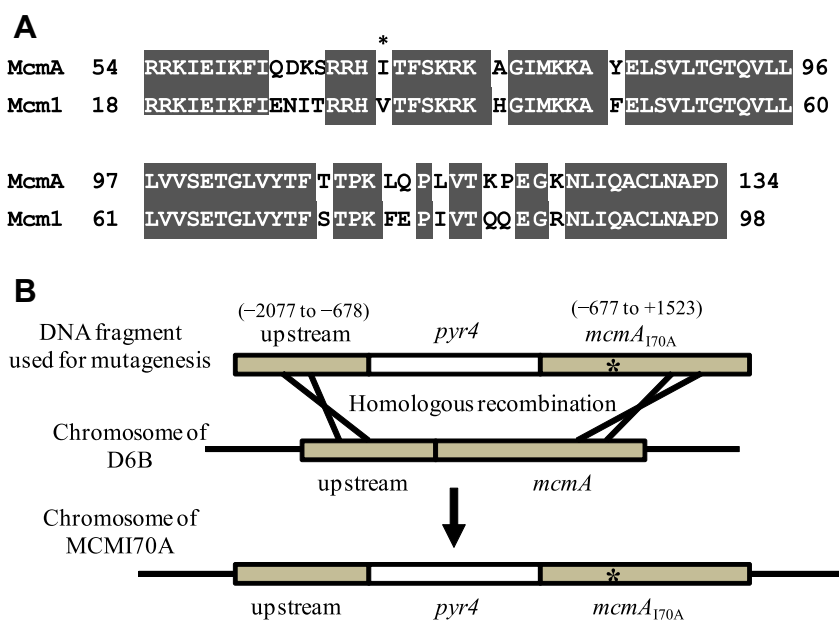 A
*
McmA 54 RRKIEIKFIQDKSRRHITFSKRKAGIMKKAYELSVLTGTQVLL 96
Mcm1 18 RRKIEIKFIENITRRHVTFSKRKHGIMKKAFELSVLTGTQVLL 60
McmA 97 LVVSETGLVYTFTTPKLQPLVTKPEGKNLIQACLNAPD 134
Mcm1 61 LVVSETGLVYTFSTPKFEPIVTQQEGRNLIQACLNAPD 98
B
(−2077 to −678) (−677 to +1523)
DNA fragment upstream pyr4 mcmA I70A
used for mutagenesis
*
Homologous recombination
Chromosome of
D6B
upstream mcmA
Chromosome of
MCMI70A
*
upstream pyr4 mcmA I70A